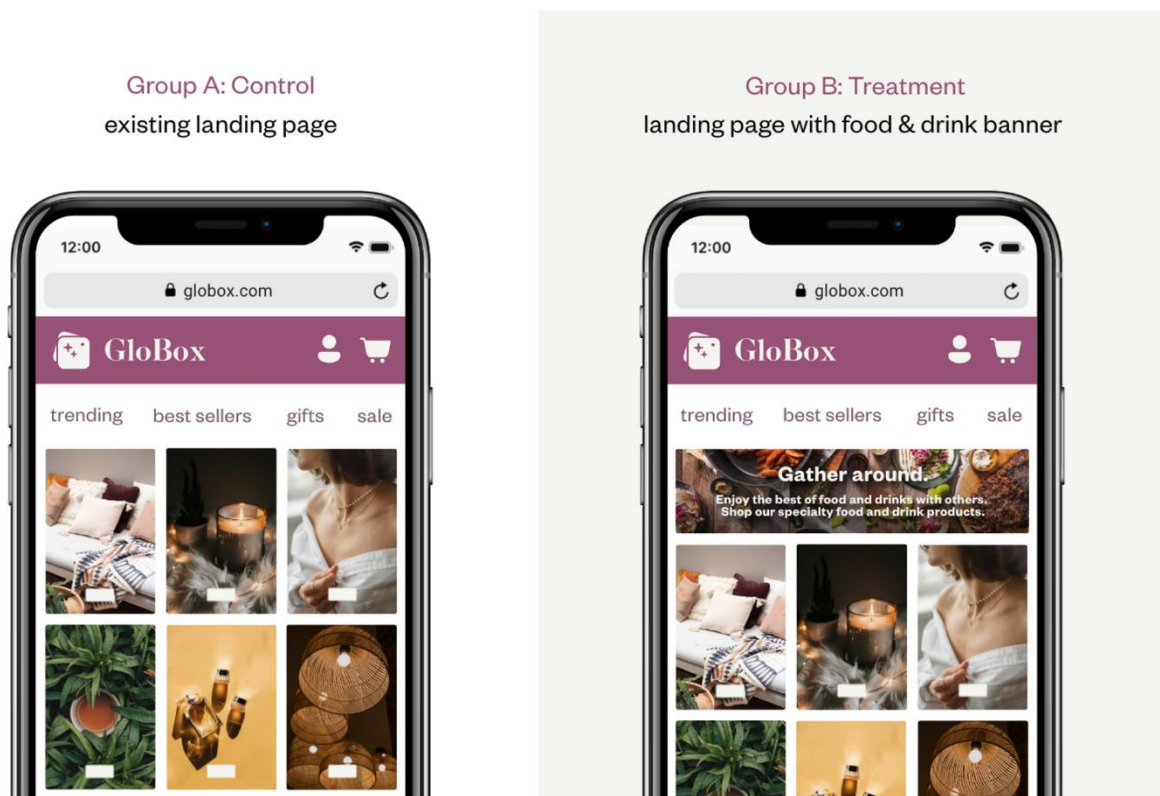 Group A: Control
existing landing page
12:00
globox.com
GloBox
trending best sellers gifts sale
Group B: Treatment
landing page with food & drink banner
12:00
globox.com
GloBox
trending best sellers gifts sale
Gather around.
Enjoy the best of food and drinks with others.
Shop our specialty food and drink products.